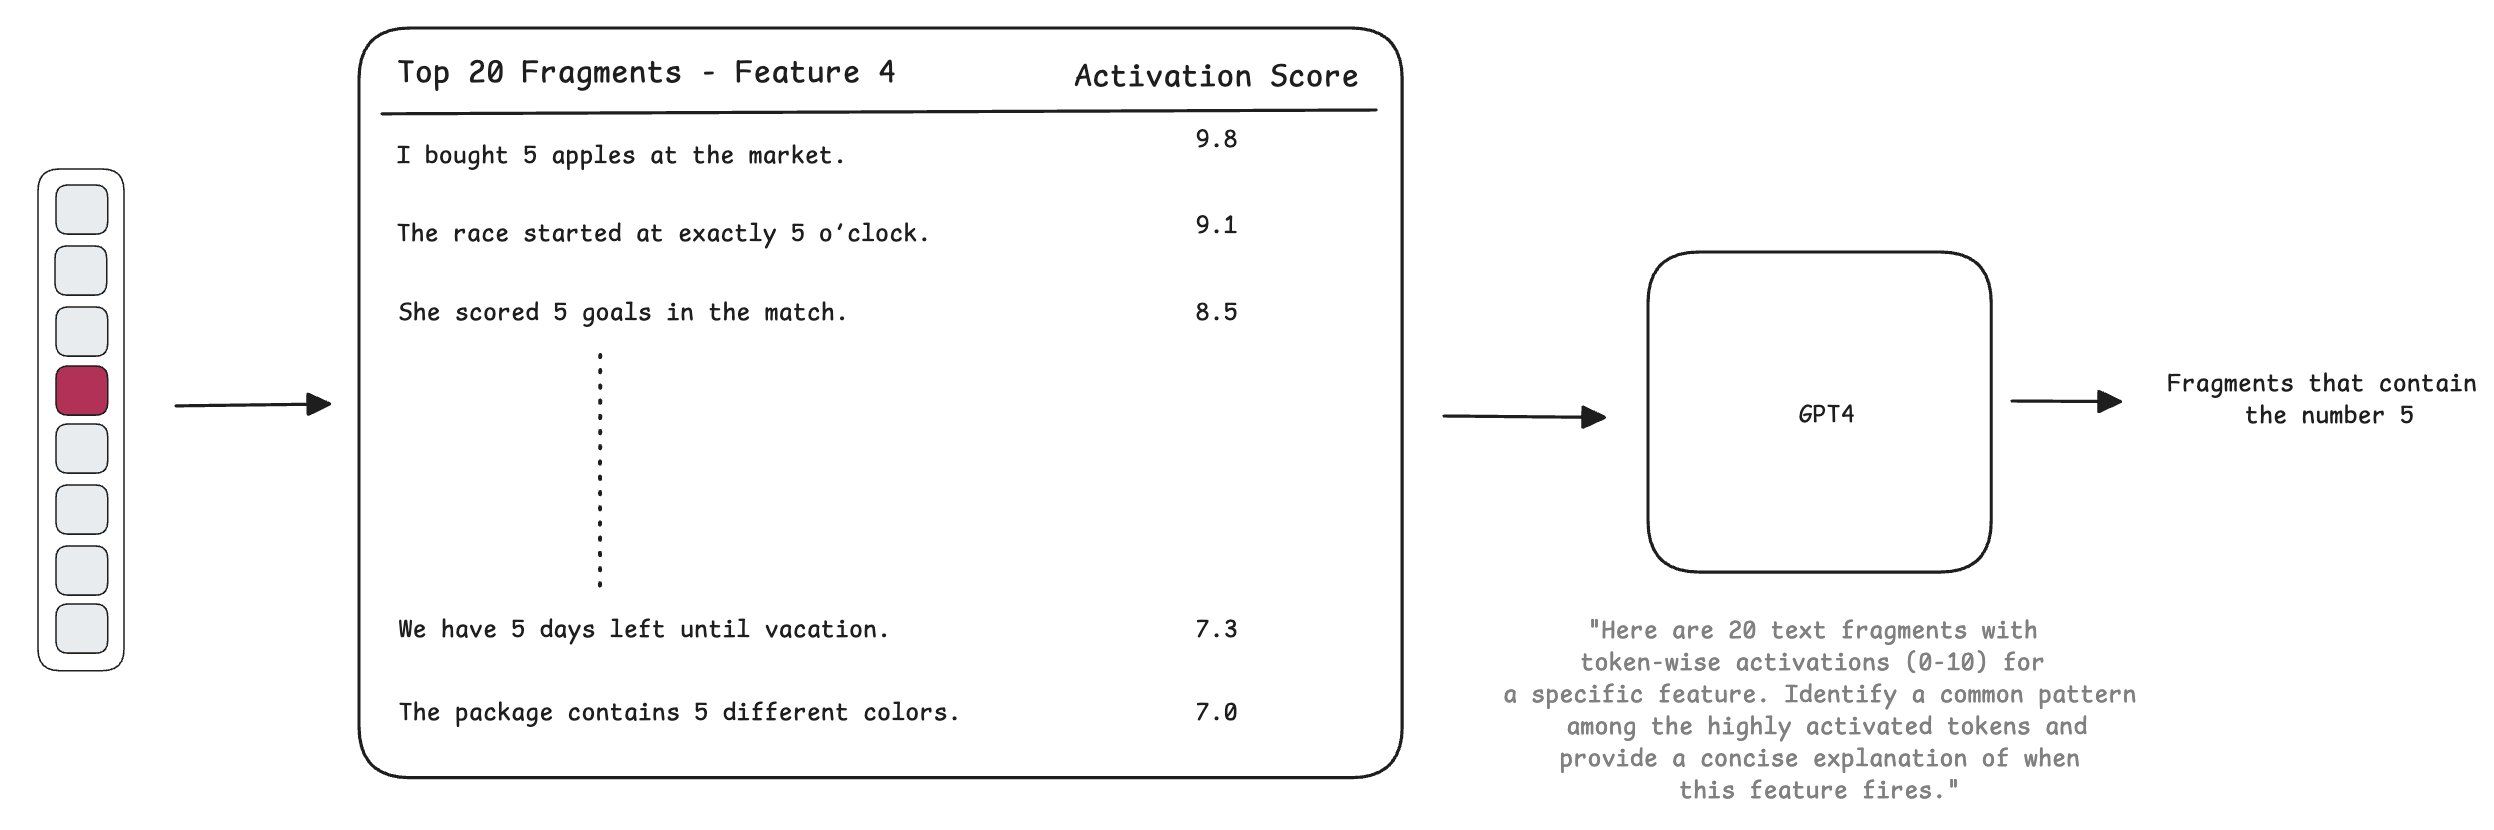 Top 20 Fragments - Feature 4
Activation Score
I bought 5 apples at the market.
9.8
The race started at exactly 5 o'clock.
9.1
She scored 5 goals in the match.
8.5
We have 5 days left until vacation.
7.3
The package contains 5 different colors.
7.0
GPT4
"Here are 20 text fragments with
token-wise activations (0-10) for
a specific feature. Identify a common pattern
among the highly activated tokens and
provide a concise explanation of when
this feature fires."
Fragments that contain
the number 5